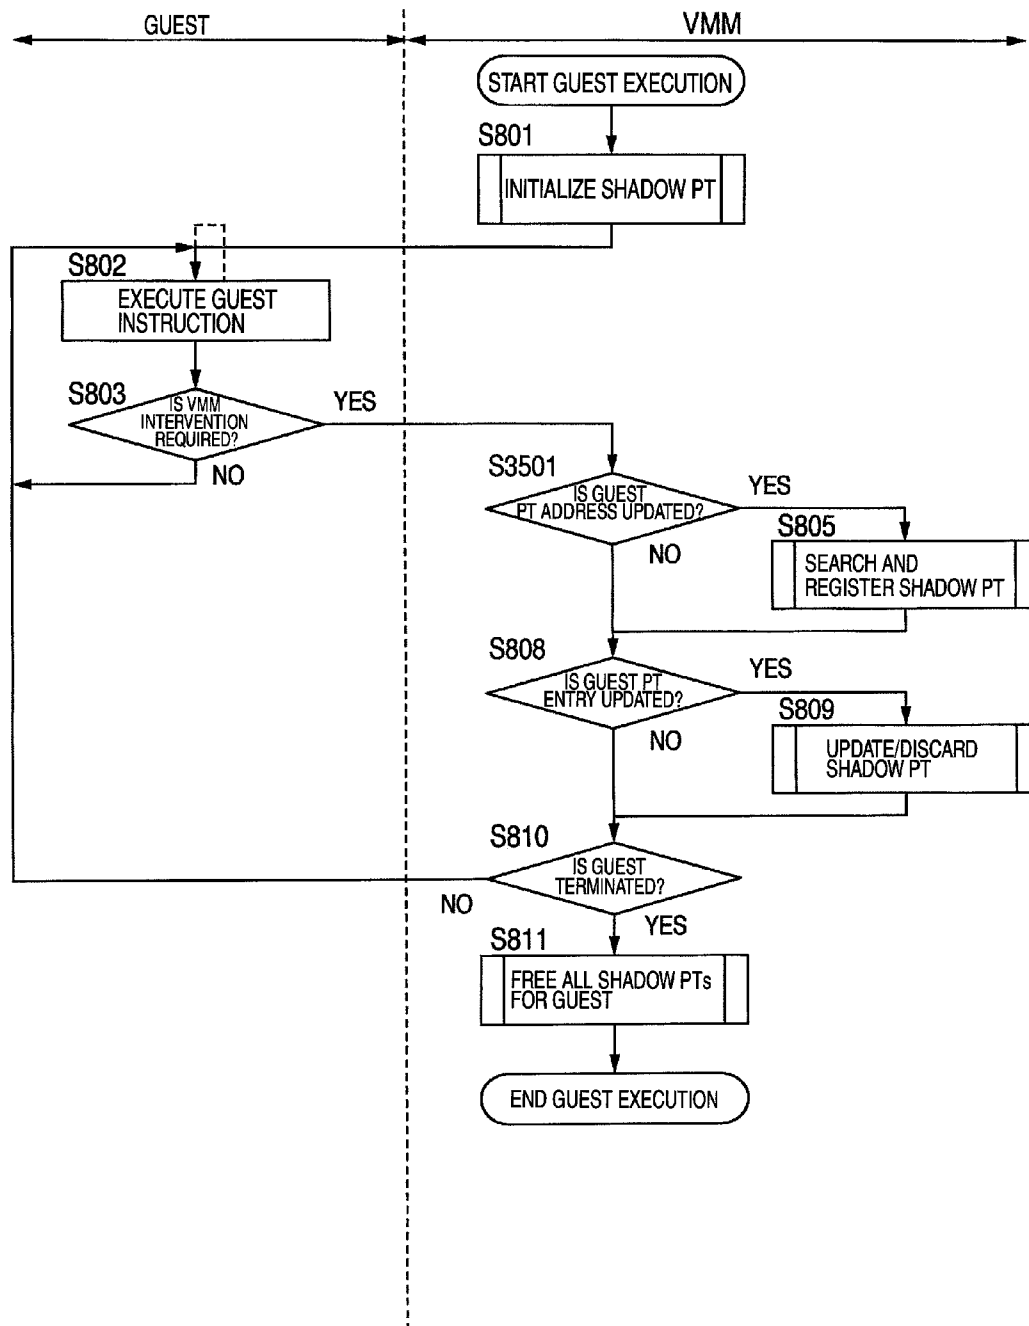 GUEST
VMM
START GUEST EXECUTION
S801
INITIALIZE SHADOW PT
S802
EXECUTE GUEST
INSTRUCTION
S803
IS VMM
INTERVENTION
REQUIRED?
YES
NO
S3501
IS GUEST
PT ADDRESS UPDATED?
YES
NO
S805
SEARCH AND
REGISTER SHADOW PT
S808
IS GUEST PT
ENTRY UPDATED?
YES
NO
S809
UPDATE/DISCARD
SHADOW PT
S810
IS GUEST
TERMINATED?
NO
YES
S811
FREE ALL SHADOW PTs
FOR GUEST
END GUEST EXECUTION